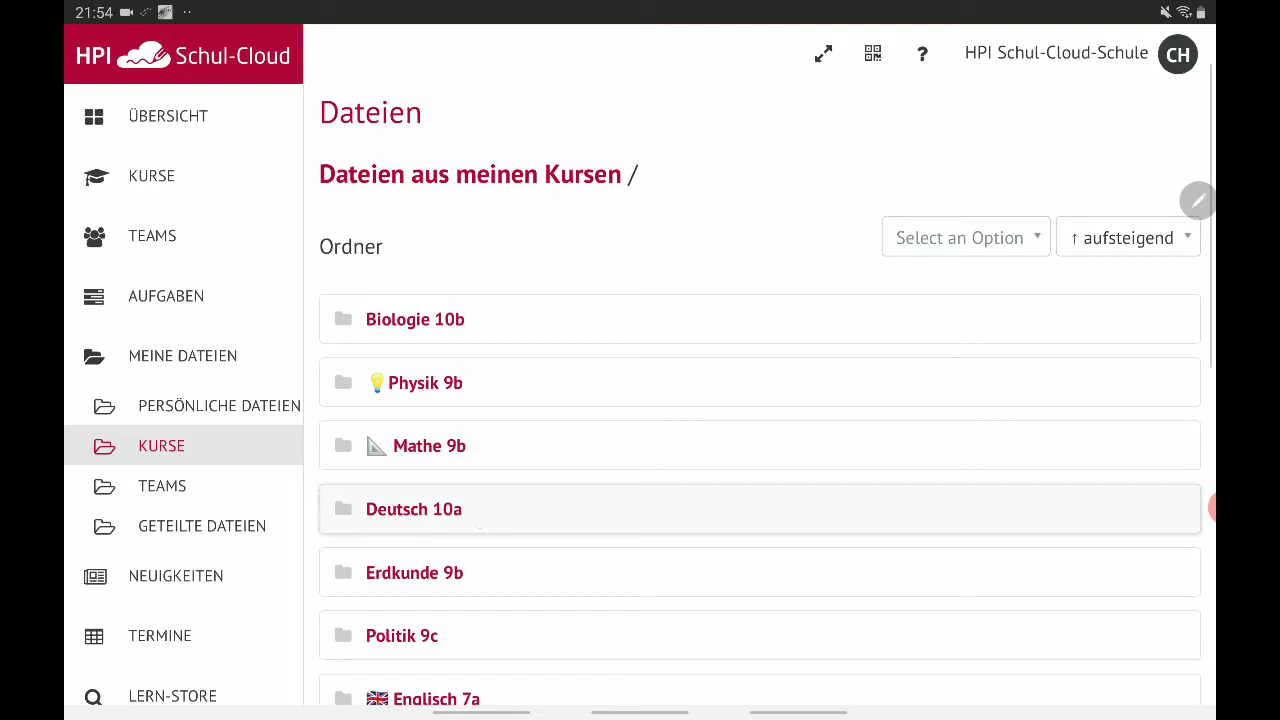 21:54
HPI Schul-Cloud
? HPI Schul-Cloud-Schule CH
ÜBERSICHT
KURSE
TEAMS
AUFGABEN
MEINE DATEIEN
PERSÖNLICHE DATEIEN
KURSE
TEAMS
GETEILTE DATEIEN
NEUIGKEITEN
TERMINE
LERN-STORE
Dateien
Dateien aus meinen Kursen /
Ordner
Select an Option
↑ aufsteigend
Biologie 10b
💡Physik 9b
📐 Mathe 9b
Deutsch 10a
Erdkunde 9b
Politik 9c
🇬🇧 Englisch 7a